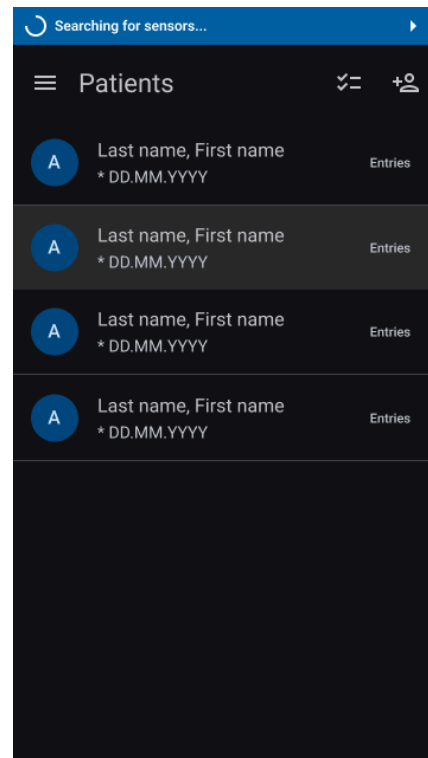 Searching for sensors...
Patients
A
Last name, First name
* DD.MM.YYYY
Entries
A
Last name, First name
* DD.MM.YYYY
Entries
A
Last name, First name
* DD.MM.YYYY
Entries
A
Last name, First name
* DD.MM.YYYY
Entries